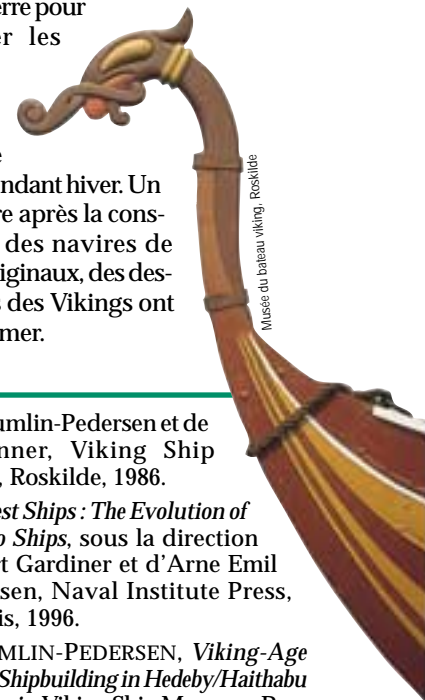 erre pour
er les
ndant hiver. Un
re après la cons-
des navires de
iginaux, des des-
s des Vikings ont
mer.
Musée du bateau viking, Roskilde
umlin-Pedersen et de
nner, Viking Ship
, Roskilde, 1986.
est Ships : The Evolution of
Ships, sous la direction
t Gardiner et d'Arne Emil
sen, Naval Institute Press,
is, 1996.
MLIN-PEDERSEN, Viking-Age
Shipbuilding in Hedeby/Haithabu